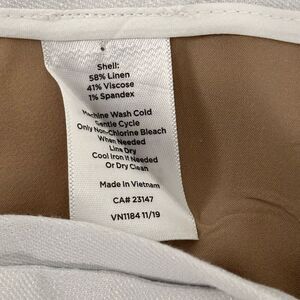 Shell:
58% Linen
41% Viscose
1% Spandex
Machine Wash Cold
Gentle Cycle
Only Non-Chlorine Bleach
When Needed
Line Dry
Cool Iron If Needed
Or Dry Clean
Made In Vietnam
CA# 23147
VN1184 11/19